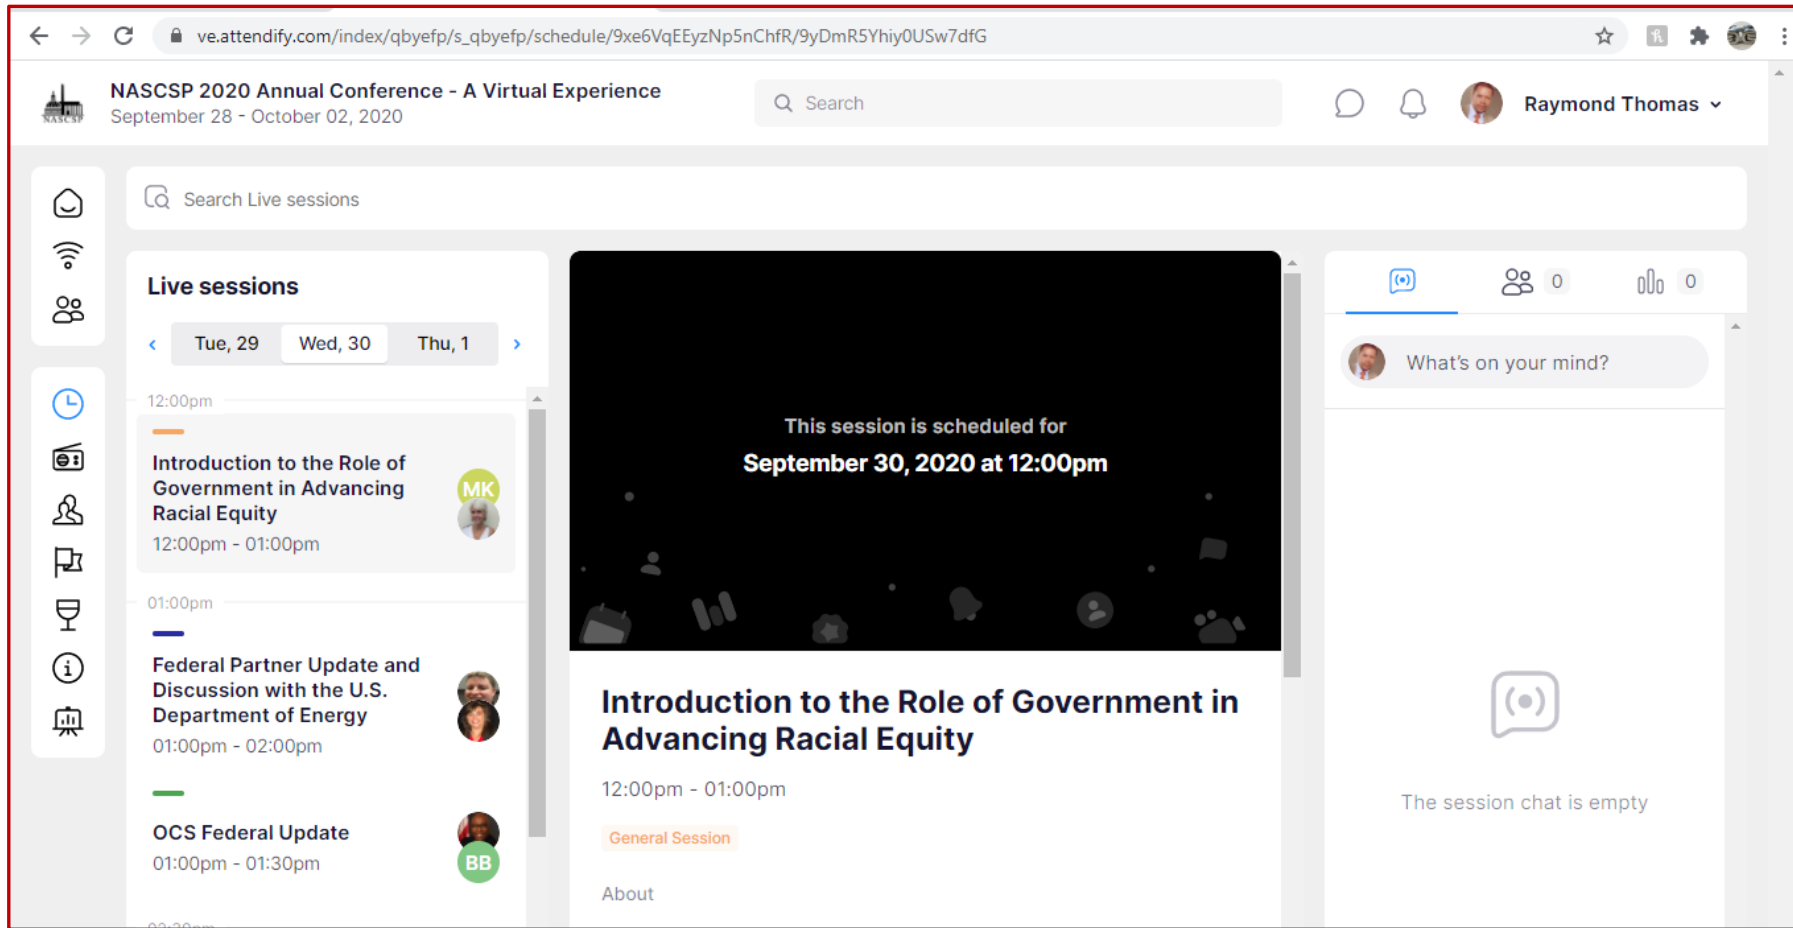 ve.attendify.com/index/qbyefp/s_qbyefp/schedule/9xe6VqEEyzNp5nChfR/9yDmR5Yhiy0USw7dfG
NASCSP
NASCSP 2020 Annual Conference - A Virtual Experience
September 28 - October 02, 2020
Search
Raymond Thomas
Search Live sessions
Live sessions
Tue, 29
Wed, 30
Thu, 1
12:00pm
Introduction to the Role of
Government in Advancing
Racial Equity
12:00pm - 01:00pm
MK
01:00pm
Federal Partner Update and
Discussion with the U.S.
Department of Energy
01:00pm - 02:00pm
OCS Federal Update
01:00pm - 01:30pm
BB
This session is scheduled for
September 30, 2020 at 12:00pm
Introduction to the Role of Government in
Advancing Racial Equity
12:00pm - 01:00pm
General Session
About
0
0
What's on your mind?
The session chat is empty